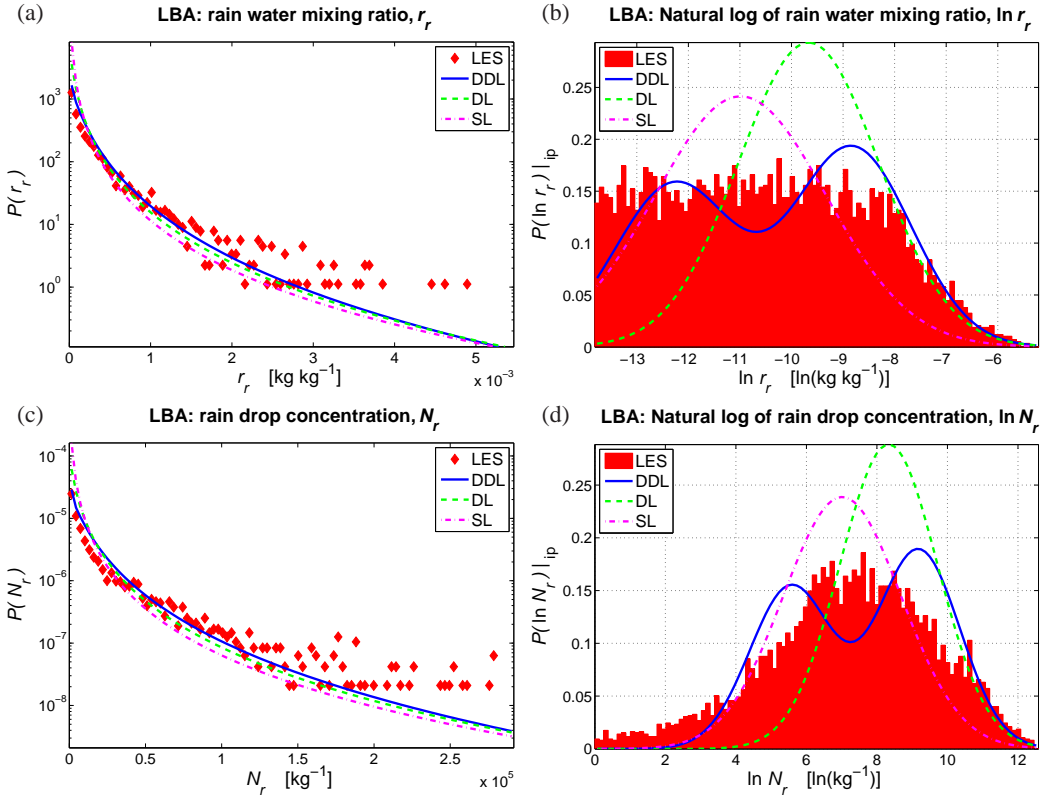 (a)
LBA: rain water mixing ratio, r_r
P( r_r )
10^3
10^2
10^1
10^0
LES
DDL
DL
SL
0
1
2
3
4
5
x 10^−3
r_r [kg kg^−1]
(b)
LBA: Natural log of rain water mixing ratio, ln r_r
P( ln r_r ) |_ip
0.25
0.2
0.15
0.1
0.05
0
LES
DDL
DL
SL
−13
−12
−11
−10
−9
−8
−7
−6
ln r_r [ln(kg kg^−1)]
(c)
LBA: rain drop concentration, N_r
P( N_r )
10^−4
10^−5
10^−6
10^−7
10^−8
LES
DDL
DL
SL
0
0.5
1
1.5
2
2.5
x 10^5
N_r [kg^−1]
(d)
LBA: Natural log of rain drop concentration, ln N_r
P( ln N_r ) |_ip
0.25
0.2
0.15
0.1
0.05
0
LES
DDL
DL
SL
0
2
4
6
8
10
12
ln N_r [ln(kg^−1)]